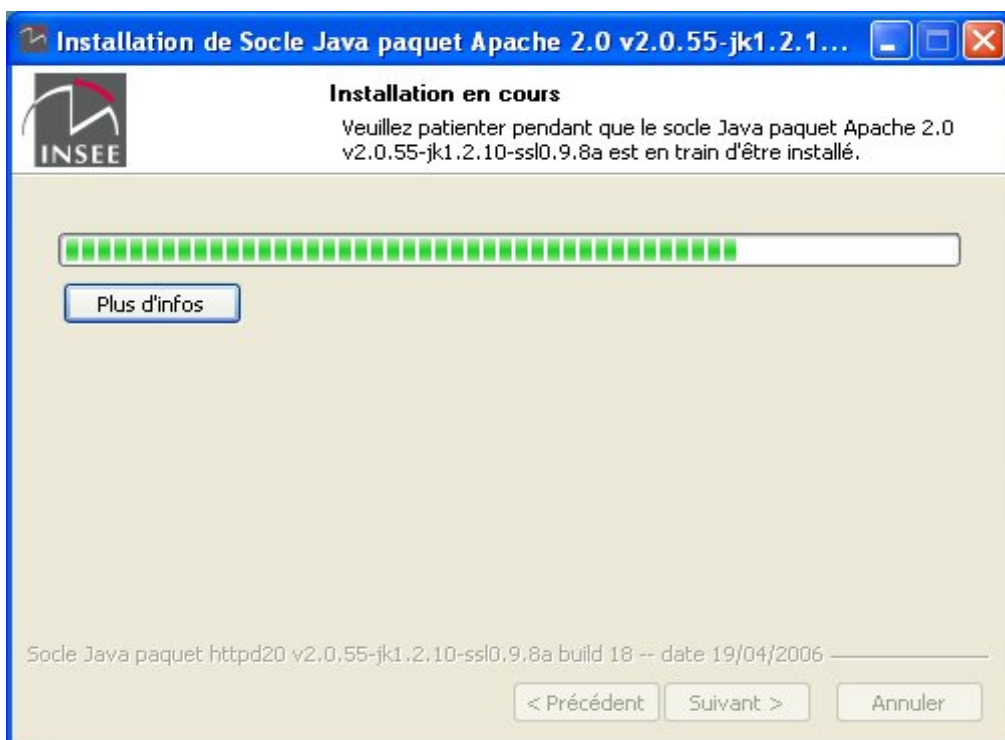 Installation de Socle Java paquet Apache 2.0 v2.0.55-jk1.2.1...
INSEE
Installation en cours
Veuillez patienter pendant que le socle Java paquet Apache 2.0
v2.0.55-jk1.2.10-ssl0.9.8a est en train d'être installé.
Plus d'infos
Socle Java paquet httpd20 v2.0.55-jk1.2.10-ssl0.9.8a build 18 -- date 19/04/2006
< Précédent Suivant > Annuler